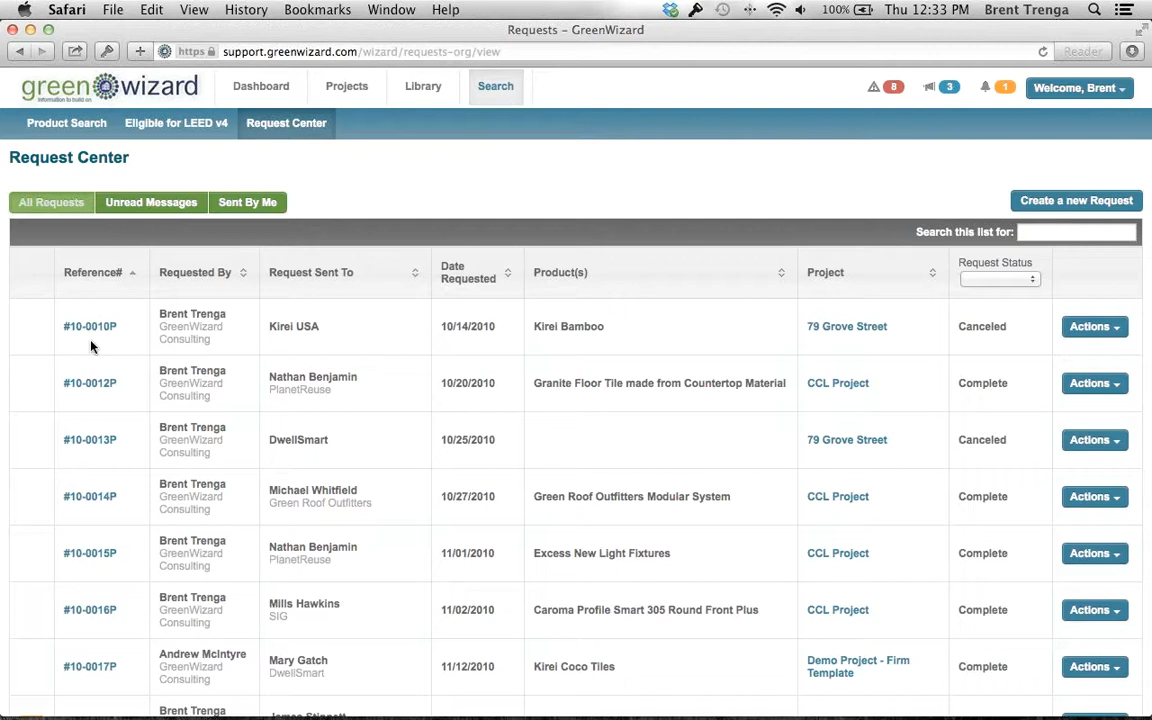 Safari File Edit View History Bookmarks Window Help 100% Thu 12:33 PM Brent Trenga
Requests – GreenWizard
https support.greenwizard.com/wizard/requests-org/view Reader
greenwizard Dashboard Projects Library Search 8 3 1 Welcome, Brent
information to build on
Product Search Eligible for LEED v4 Request Center
Request Center
All Requests Unread Messages Sent By Me Create a new Request
Search this list for:
Reference# Requested By Request Sent To Date Requested Product(s) Project Request Status
#10-0010P Brent Trenga GreenWizard Consulting Kirei USA 10/14/2010 Kirei Bamboo 79 Grove Street Canceled Actions
#10-0012P Brent Trenga GreenWizard Consulting Nathan Benjamin PlanetReuse 10/20/2010 Granite Floor Tile made from Countertop Material CCL Project Complete Actions
#10-0013P Brent Trenga GreenWizard Consulting DwellSmart 10/25/2010 79 Grove Street Canceled Actions
#10-0014P Brent Trenga GreenWizard Consulting Michael Whitfield Green Roof Outfitters 10/27/2010 Green Roof Outfitters Modular System CCL Project Complete Actions
#10-0015P Brent Trenga GreenWizard Consulting Nathan Benjamin PlanetReuse 11/01/2010 Excess New Light Fixtures CCL Project Complete Actions
#10-0016P Brent Trenga GreenWizard Consulting Mills Hawkins SIG 11/02/2010 Caroma Profile Smart 305 Round Front Plus CCL Project Complete Actions
#10-0017P Andrew McIntyre GreenWizard Consulting Mary Gatch DwellSmart 11/12/2010 Kirei Coco Tiles Demo Project - Firm Template Complete Actions
Brent Trenga